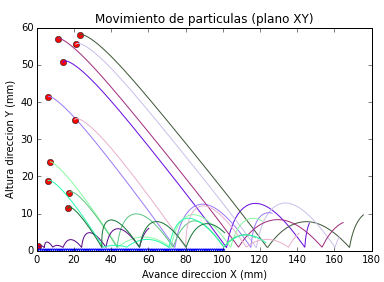 Movimiento de particulas (plano XY)
Altura direccion Y (mm)
60
50
40
30
20
10
0
0 20 40 60 80 100 120 140 160 180
Avance direccion X (mm)